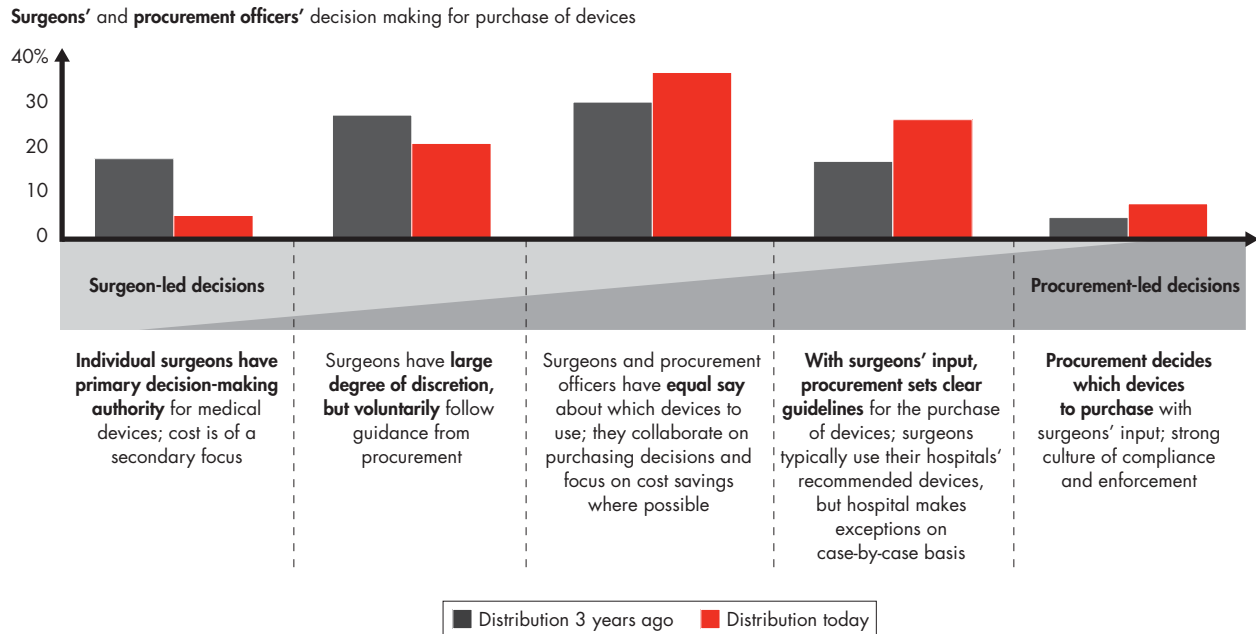 Surgeons’ and procurement officers’ decision making for purchase of devices
40%
30
20
10
0
Surgeon-led decisions
Procurement-led decisions
Individual surgeons have
primary decision-making
authority for medical
devices; cost is of a
secondary focus
Surgeons have large
degree of discretion,
but voluntarily follow
guidance from
procurement
Surgeons and procurement
officers have equal say
about which devices to
use; they collaborate on
purchasing decisions and
focus on cost savings
where possible
With surgeons’ input,
procurement sets clear
guidelines for the purchase
of devices; surgeons
typically use their hospitals’
recommended devices,
but hospital makes
exceptions on
case-by-case basis
Procurement decides
which devices
to purchase with
surgeons’ input; strong
culture of compliance
and enforcement
Distribution 3 years ago
Distribution today